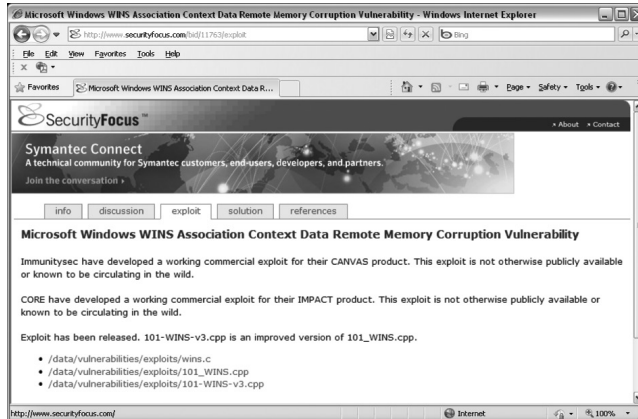 Microsoft Windows WINS Association Context Data Remote Memory Corruption Vulnerability - Windows Internet Explorer
http://www.securityfocus.com/bid/11763/exploit
Bing
File Edit View Favorites Tools Help
x
Favorites
Microsoft Windows WINS Association Context Data R...
Page Safety Tools
SecurityFocus™
About Contact
Symantec Connect
A technical community for Symantec customers, end-users, developers, and partners.
Join the conversation
info discussion exploit solution references
Microsoft Windows WINS Association Context Data Remote Memory Corruption Vulnerability
Immunitysec have developed a working commercial exploit for their CANVAS product. This exploit is not otherwise publicly available
or known to be circulating in the wild.
CORE have developed a working commercial exploit for their IMPACT product. This exploit is not otherwise publicly available or
known to be circulating in the wild.
Exploit has been released. 101-WINS-v3.cpp is an improved version of 101_WINS.cpp.
• /data/vulnerabilities/exploits/wins.c
• /data/vulnerabilities/exploits/101_WINS.cpp
• /data/vulnerabilities/exploits/101-WINS-v3.cpp
http://www.securityfocus.com/
Internet
100%